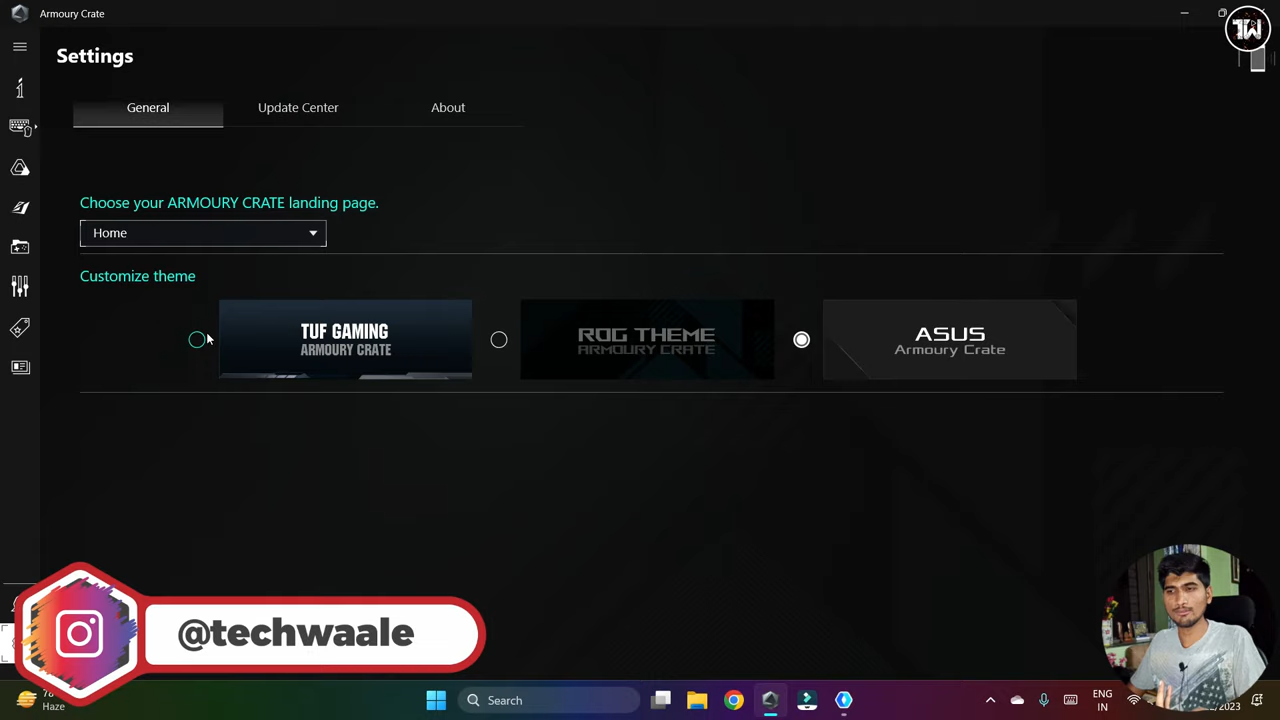 Armoury Crate
TW
Settings
General
Update Center
About
Choose your ARMOURY CRATE landing page.
Home
Customize theme
TUF GAMING
ARMOURY CRATE
ROG THEME
ARMOURY CRATE
ASUS
Armoury Crate
@techwaale
Haze
Search
ENG
IN
/2023